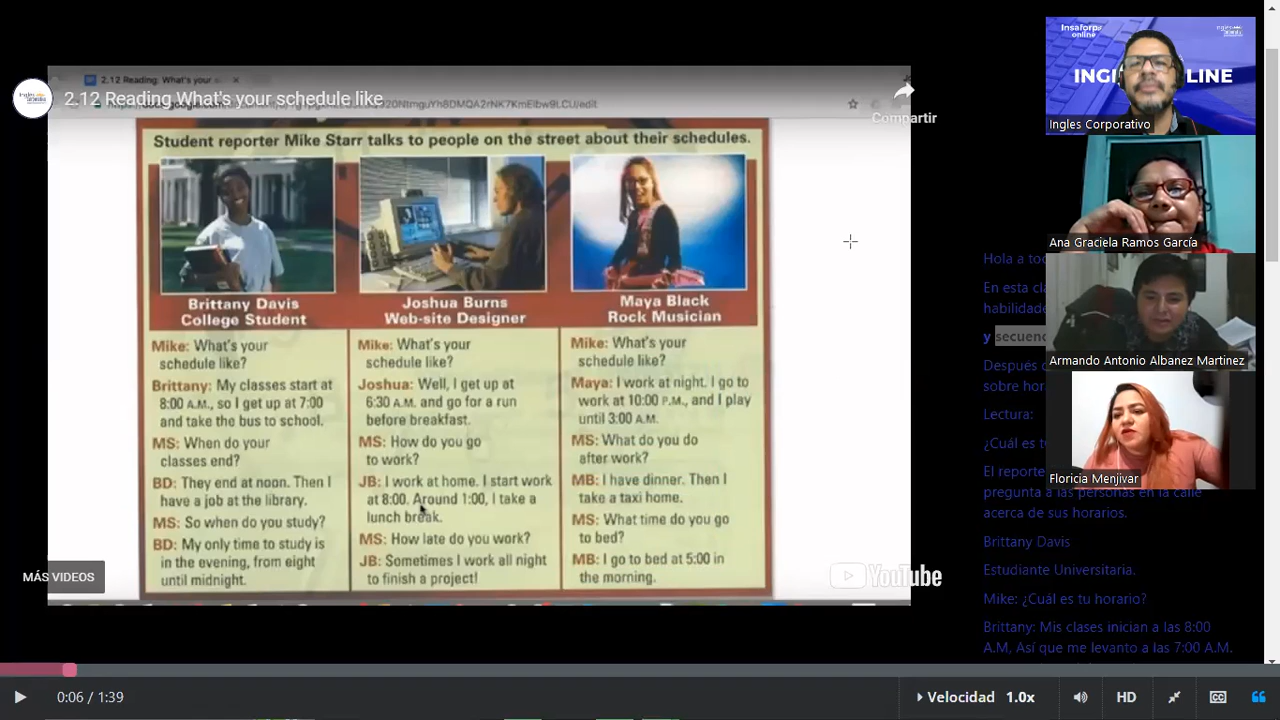 2.12 Reading: What's your
2.12 Reading What's your schedule like
Compartir
Student reporter Mike Starr talks to people on the street about their schedules.
Brittany Davis
College Student
Mike: What's your
schedule like?
Brittany: My classes start at
8:00 A.M., so I get up at 7:00
and take the bus to school.
MS: When do your
classes end?
BD: They end at noon. Then I
have a job at the library.
MS: So when do you study?
BD: My only time to study is
in the evening, from eight
until midnight.
Joshua Burns
Web-site Designer
Mike: What's your
schedule like?
Joshua: Well, I get up at
6:30 A.M. and go for a run
before breakfast.
MS: How do you go
to work?
JB: I work at home. I start work
at 8:00. Around 1:00, I take a
lunch break.
MS: How late do you work?
JB: Sometimes I work all night
to finish a project!
Maya Black
Rock Musician
Mike: What's your
schedule like?
Maya: I work at night. I go to
work at 10:00 P.M., and I play
until 3:00 A.M.
MS: What do you do
after work?
MB: I have dinner. Then I
take a taxi home.
MS: What time do you go
to bed?
MB: I go to bed at 5:00 in
the morning.
MÁS VIDEOS
YouTube
Insaforp
online
Ingles Corporativo
Ana Graciela Ramos García
Armando Antonio Albanez Martinez
Floricia Menjivar
Hola a
En esta
y
Después
sobre
Lectura:
¿Cuál es
El
pregunta a las personas en la calle
acerca de sus horarios.
Brittany Davis
Estudiante Universitaria.
Mike: ¿Cuál es tu horario?
Brittany: Mis clases inician a las 8:00
A.M, Así que me levanto a las 7:00 A.M.
0:06 / 1:39
Velocidad 1.0x
HD